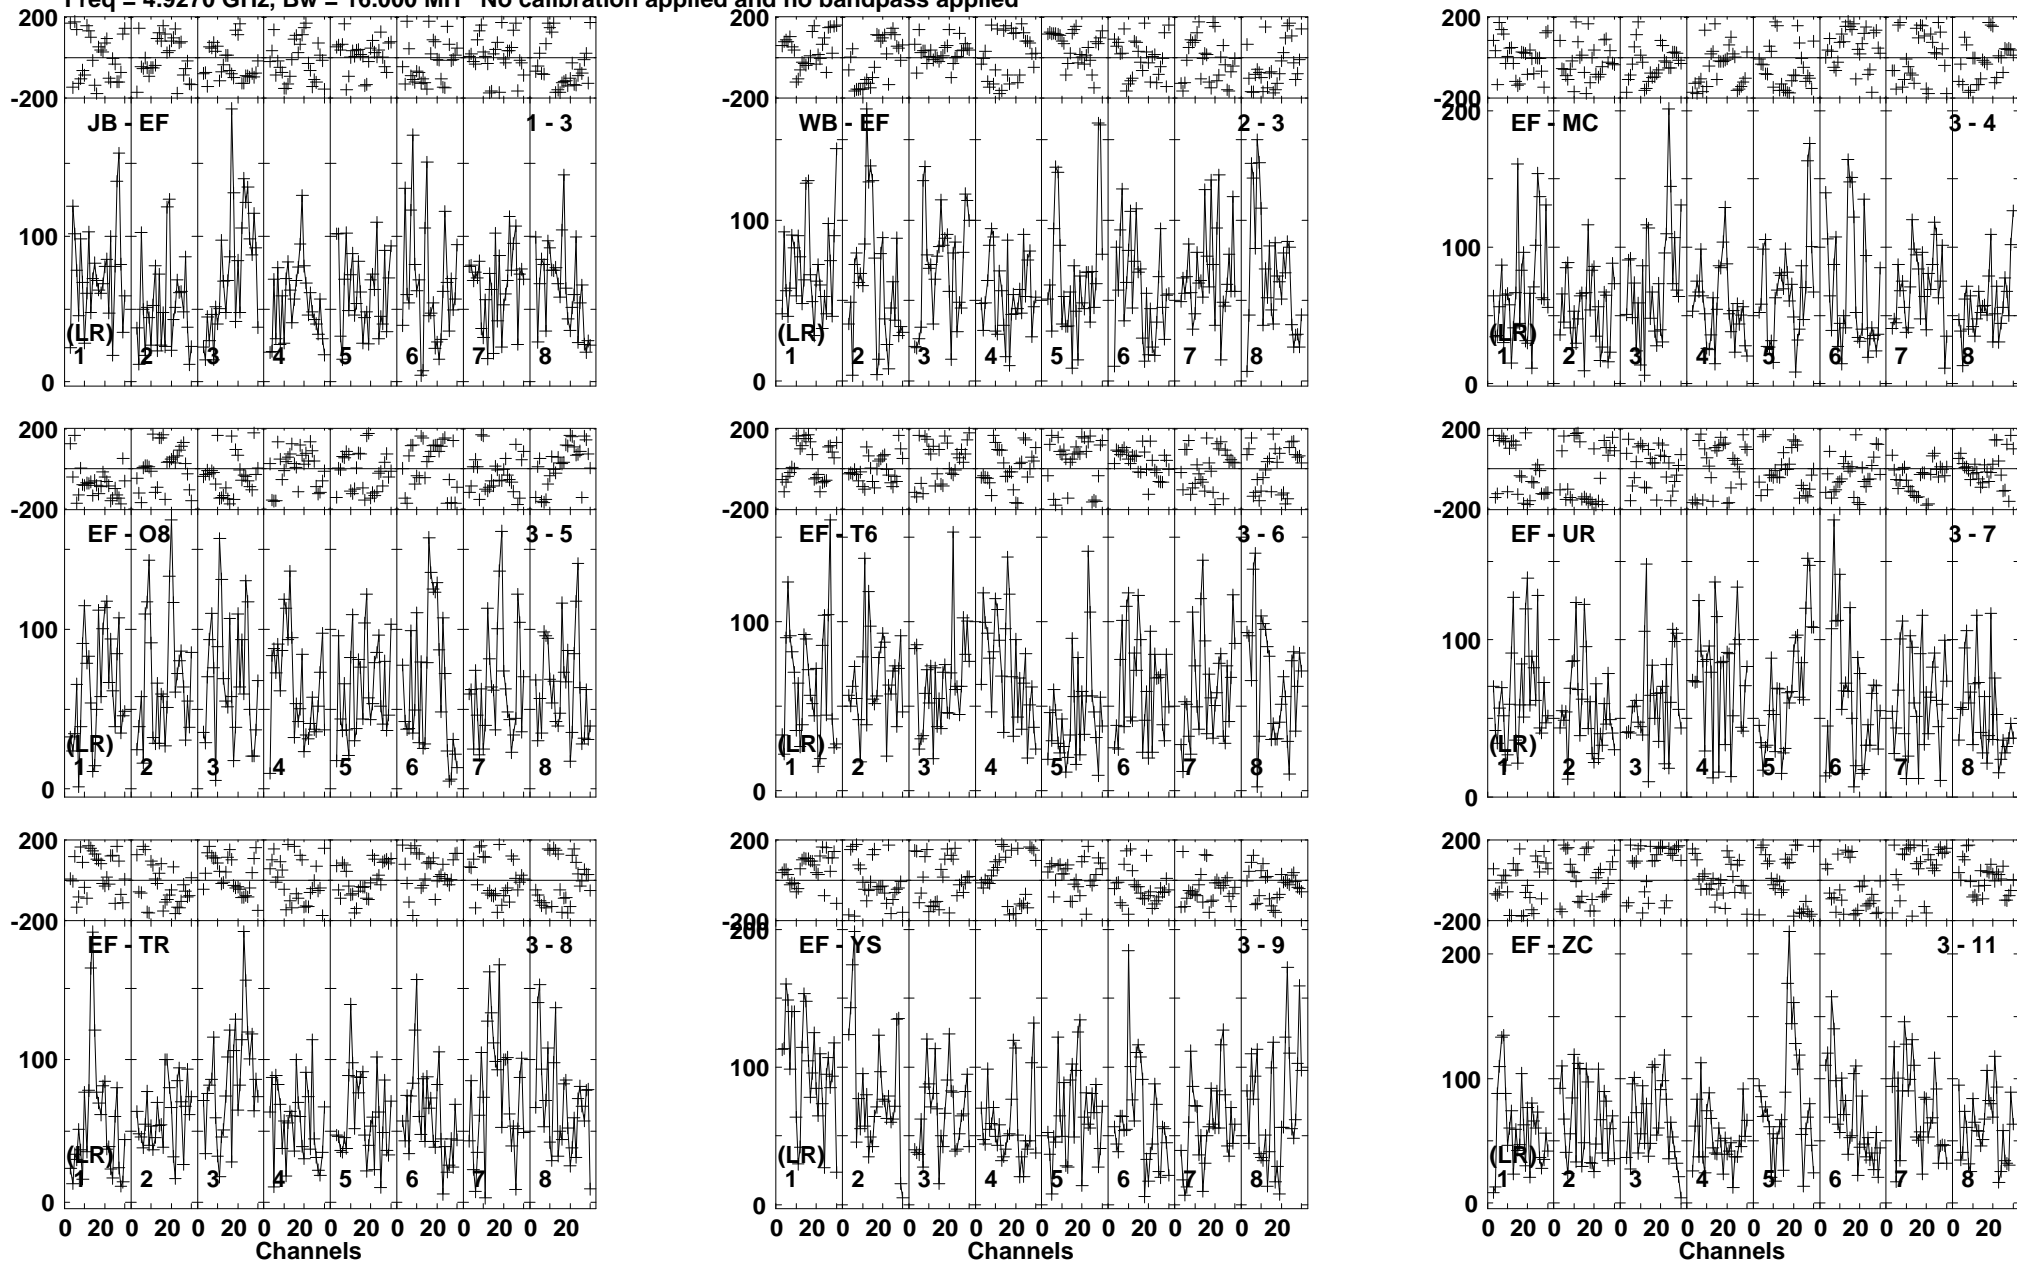 Freq = 4.9270 GHz, Bw = 16.000 MH No calibration applied and no bandpass applied
200 200 200
-200 -200 -200
JB - EF 1 - 3 WB - EF 2 - 3 200 EF - MC 3 - 4
100 100 100
(LR) (LR) (LR)
1 2 3 4 5 6 7 8 1 2 3 4 5 6 7 8 1 2 3 4 5 6 7 8
0 0 0
200 200 200
-200 -200 -200
EF - O8 3 - 5 EF - T6 3 - 6 EF - UR 3 - 7
100 100 100
(LR) (LR) (LR)
1 2 3 4 5 6 7 8 1 2 3 4 5 6 7 8 1 2 3 4 5 6 7 8
0 0 0
200 200 200
-200 -200 -200
EF - TR 3 - 8 200 EF - YS 3 - 9 200 EF - ZC 3 - 11
100 100 100
(LR) (LR) (LR)
1 2 3 4 5 6 7 8 1 2 3 4 5 6 7 8 1 2 3 4 5 6 7 8
0 0 0
0 20 0 20 0 20 0 20 0 20 0 20 0 20 0 20 0 20 0 20 0 20 0 20 0 20 0 20 0 20 0 20 0 20 0 20 0 20 0 20 0 20 0 20 0 20 0 20
Channels Channels Channels